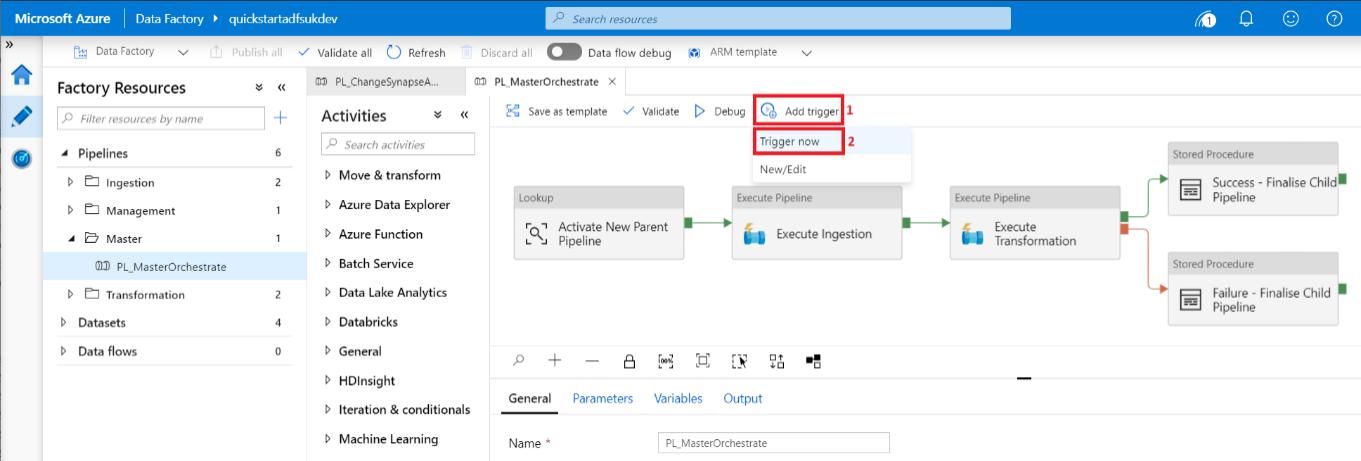 Microsoft Azure
Data Factory
quickstartadfsukdev
Search resources
1
Data Factory
Publish all
Validate all
Refresh
Discard all
Data flow debug
ARM template
Factory Resources
Filter resources by name
Pipelines 6
Ingestion 2
Management 1
Master 1
PL_MasterOrchestrate
Transformation 2
Datasets 4
Data flows 0
PL_ChangeSynapseA...
PL_MasterOrchestrate
Activities
Search activities
Move & transform
Azure Data Explorer
Azure Function
Batch Service
Data Lake Analytics
Databricks
General
HDInsight
Iteration & conditionals
Machine Learning
Save as template
Validate
Debug
Add trigger 1
Trigger now 2
New/Edit
Lookup
Activate New Parent
Pipeline
Execute Pipeline
Execute Ingestion
Execute Pipeline
Execute
Transformation
Stored Procedure
Success - Finalise Child
Pipeline
Stored Procedure
Failure - Finalise Child
Pipeline
General
Parameters
Variables
Output
Name *
PL_MasterOrchestrate